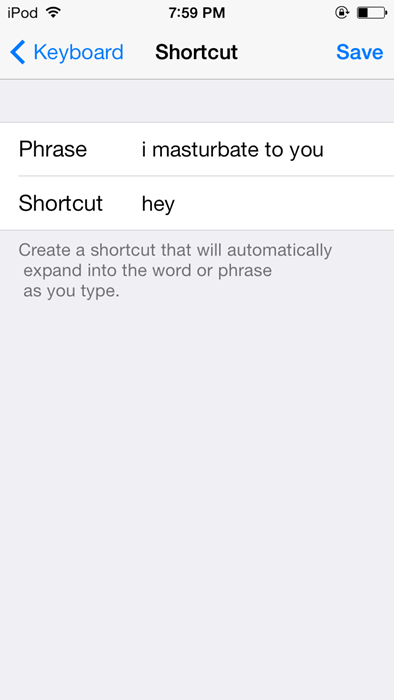 iPod 7:59 PM
Keyboard Shortcut Save
Phrase i masturbate to you
Shortcut hey
Create a shortcut that will automatically
expand into the word or phrase
as you type.